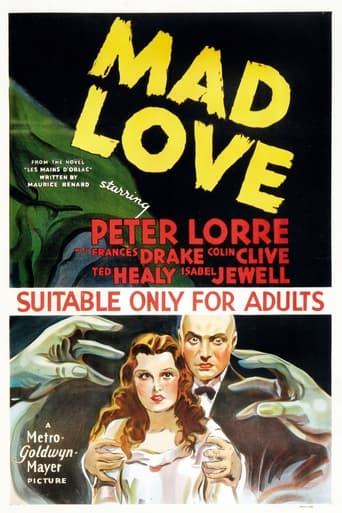 MAD
LOVE
FROM THE NOVEL
"LES MAINS D'ORLAC"
WRITTEN BY
MAURICE RENARD
starring
PETER LORRE
with FRANCES DRAKE COLIN CLIVE
TED HEALY ISABEL JEWELL
SUITABLE ONLY FOR ADULTS
A
Metro-
Goldwyn-
Mayer
PICTURE